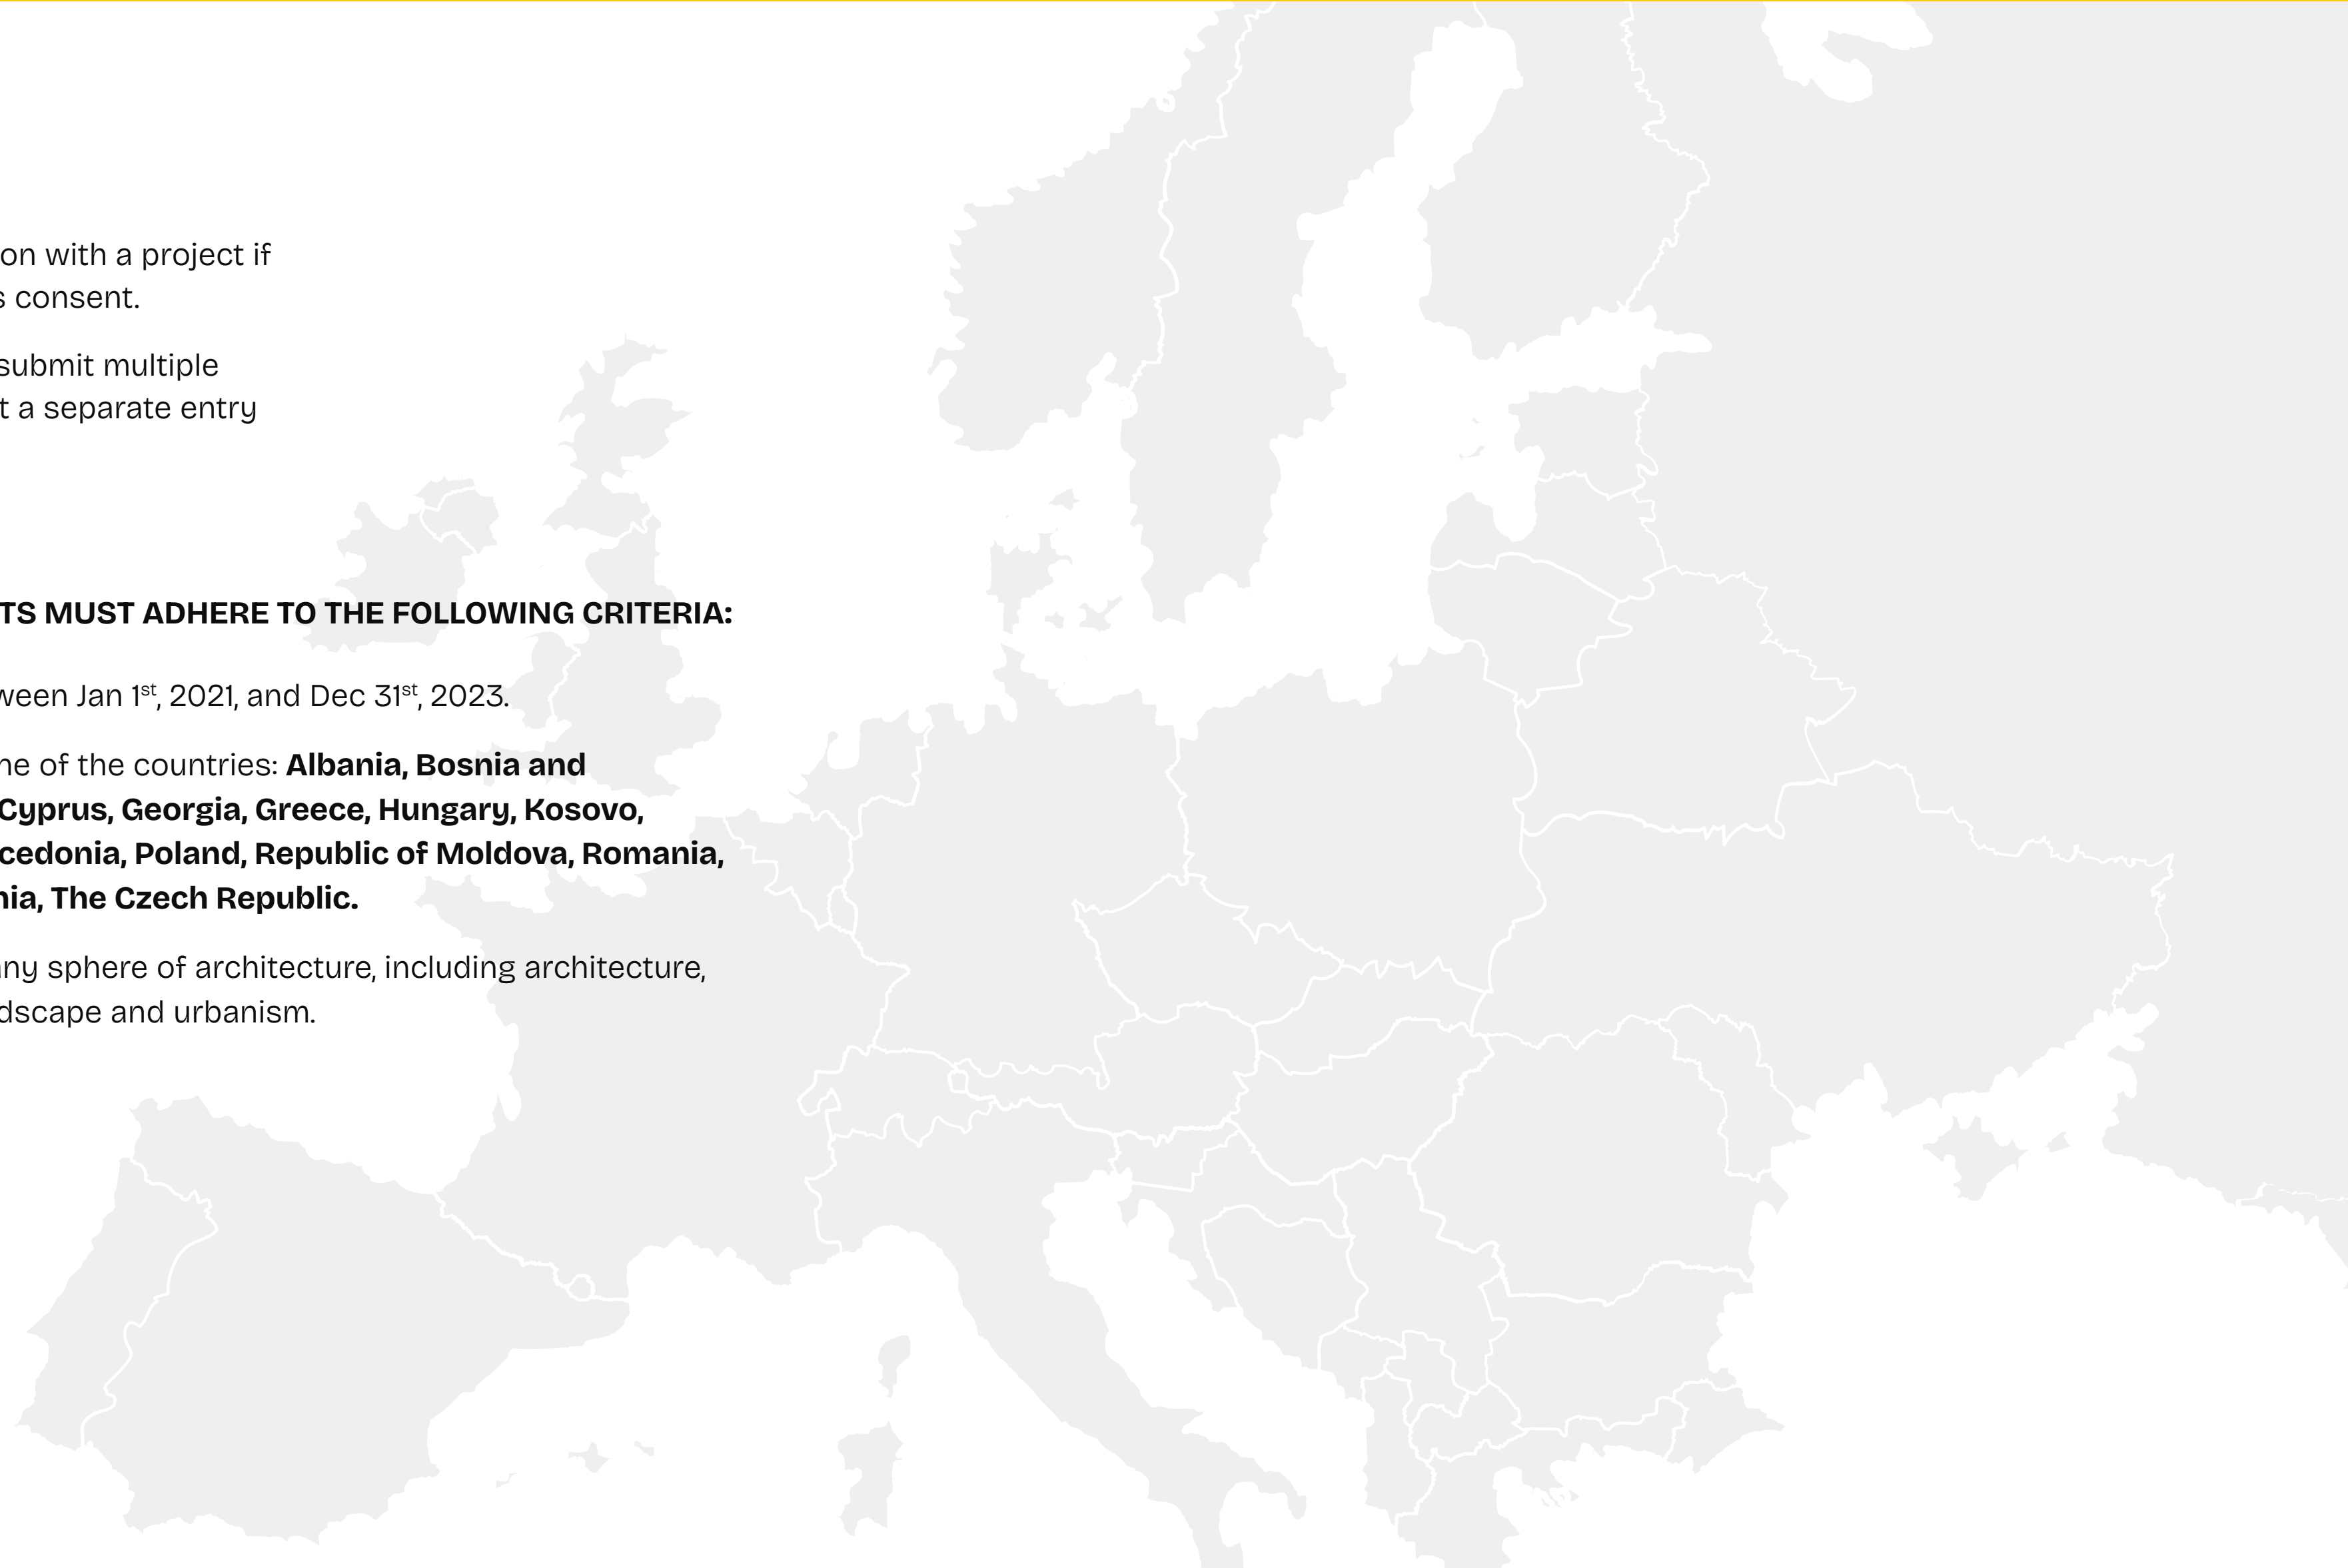 on with a project if
s consent.
submit multiple
t a separate entry
TS MUST ADHERE TO THE FOLLOWING CRITERIA:
ween Jan 1st, 2021, and Dec 31st, 2023.
ne of the countries: Albania, Bosnia and
Cyprus, Georgia, Greece, Hungary, Kosovo,
cedonia, Poland, Republic of Moldova, Romania,
nia, The Czech Republic.
any sphere of architecture, including architecture,
dscape and urbanism.